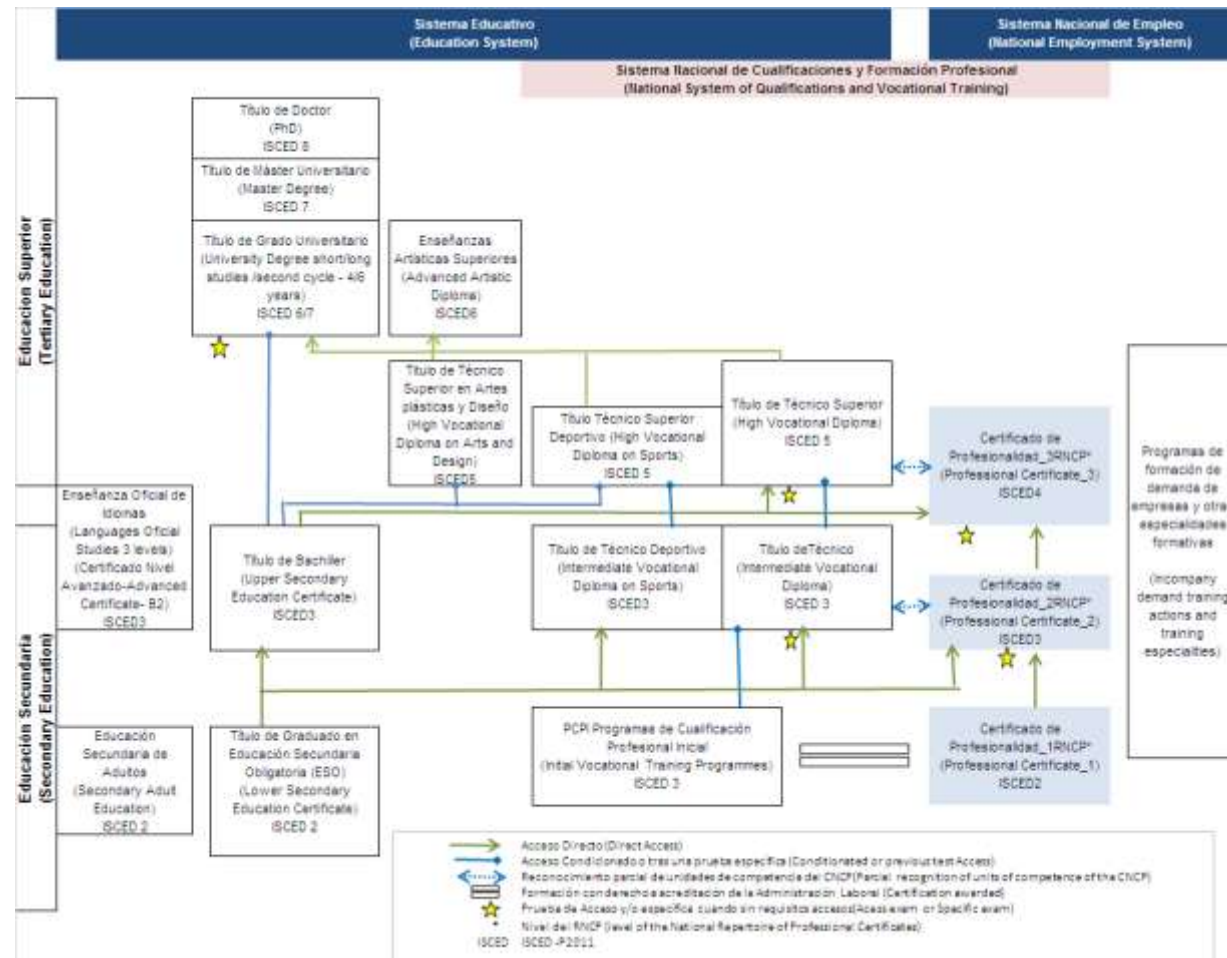 Sistema Educativo
(Education System)
Sistema Nacional de Empleo
(National Employment System)
Sistema Nacional de Cualificaciones y Formación Profesional
(National System of Qualifications and Vocational Training)
Educacion Superior
(Tertiary Education)
Título de Doctor
(PhD)
ISCED 8
Título de Máster Universitario
(Master Degree)
ISCED 7
Título de Grado Universitario
(University Degree short/long
studies /second cycle - 4/6
years)
ISCED 6/7
Enseñanzas
Artísticas Superiores
(Advanced Artistic
Diploma)
ISCED6
Título de Técnico
Superior en Artes
plásticas y Diseño
(High Vocational
Diploma on Arts and
Design)
ISCED5
Título Técnico Superior
Deportivo (High Vocational
Diploma on Sports)
ISCED 5
Título de Técnico Superior
(High Vocational Diploma)
ISCED 5
Certificado de
Profesionalidad_3RNCP*
(Professional Certificate_3)
ISCED4
Programas de
formación de
demanda de
empresas y otra
especialdades
formativas
(Incompany
demand training
actions and
training
especialties)
Educación Secundaria
(Secondary Education)
Enseñanza Oficial de
Idiomas
(Languages Oficial
Studies 3 levels)
(Certificado Nivel
Avanzado-Advanced
Certificate- B2)
ISCED3
Título de Bachiller
(Upper Secondary
Education Certificate)
ISCED3
Título de Técnico Deportivo
(Intermediate Vocational
Diploma on Sports)
ISCED3
Título deTécnico
(Intermediate Vocational
Diploma)
ISCED 3
Certificado de
Profesionalidad_2RNCP*
(Professional Certificate_2)
ISCED3
Educación
Secundaria de
Adultos
(Secondary Adult
Education)
ISCED 2
Título de Graduado en
Educación Secundaria
Obligatoria (ESO)
(Lower Secondary
Education Certificate)
ISCED 2
PCPI Programas de Cualificación
Profesional Inicial
(Initial Vocational Training Programmes)
ISCED 3
Certificado de
Profesionalidad_1RNCP*
(Professional Certificate_1)
ISCED2
Acceso Directo (Direct Access)
Acceso Condicionado o tras una prueba específica (Conditionated or previous test Access)
Reconocimiento parcial de unidades de competencia del CNCP(Parcial recognition of units of competence of the CNCP)
Formación con derecho a acreditación de la Administración Laboral (Certification awarded)
Prueba de Acceso y/o específica cuando sin requisitos accesos(Acess exam or Specific exam)
* Nivel del RNCP (level of the National Repertoire of Professional Certificates)
ISCED ISCED -P2011